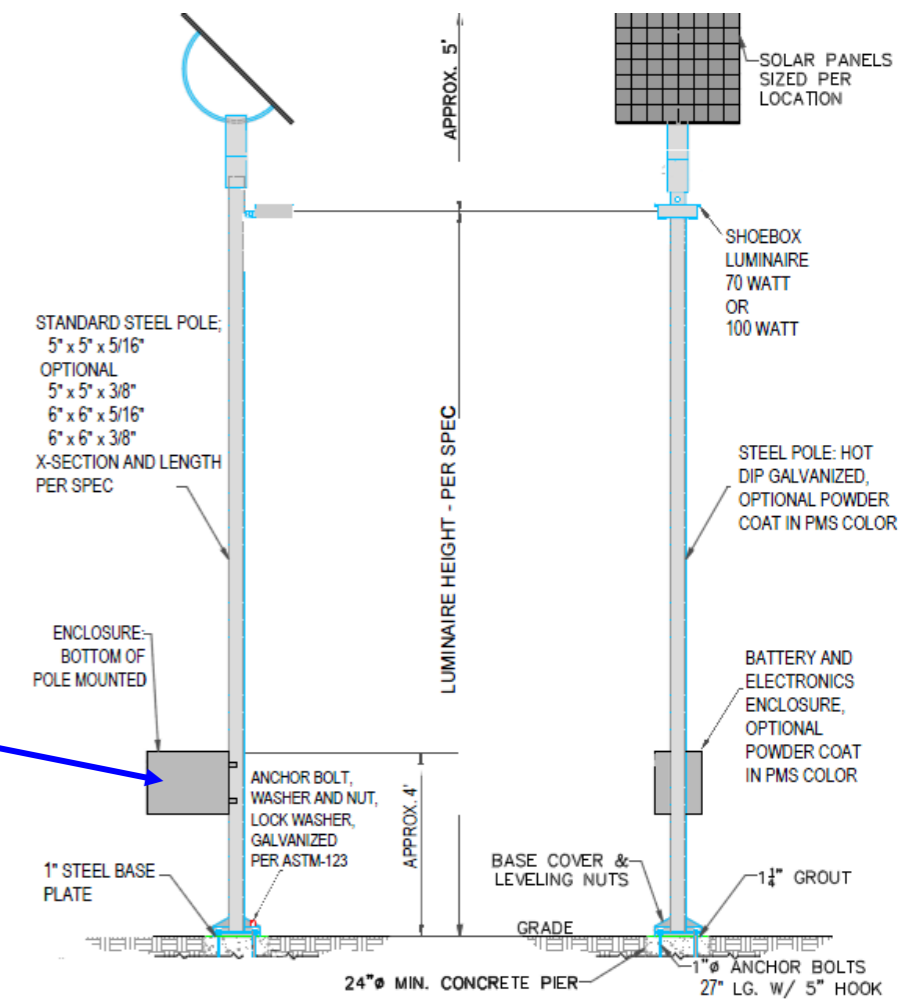 APPROX. 5'
SOLAR PANELS
SIZED PER
LOCATION
SHOEBOX
LUMINAIRE
70 WATT
OR
100 WATT
STANDARD STEEL POLE;
5" x 5" x 5/16"
OPTIONAL
5" x 5" x 3/8"
6" x 6" x 5/16"
6" x 6" x 3/8"
X-SECTION AND LENGTH
PER SPEC
LUMINAIRE HEIGHT - PER SPEC
STEEL POLE: HOT
DIP GALVANIZED,
OPTIONAL POWDER
COAT IN PMS COLOR
ENCLOSURE:
BOTTOM OF
POLE MOUNTED
BATTERY AND
ELECTRONICS
ENCLOSURE,
OPTIONAL
POWDER COAT
IN PMS COLOR
ANCHOR BOLT,
WASHER AND NUT,
LOCK WASHER,
GALVANIZED
PER ASTM-123
APPROX. 4'
1" STEEL BASE
PLATE
BASE COVER &
LEVELING NUTS
1¼" GROUT
GRADE
24"ø MIN. CONCRETE PIER
1"ø ANCHOR BOLTS
27" LG. W/ 5" HOOK